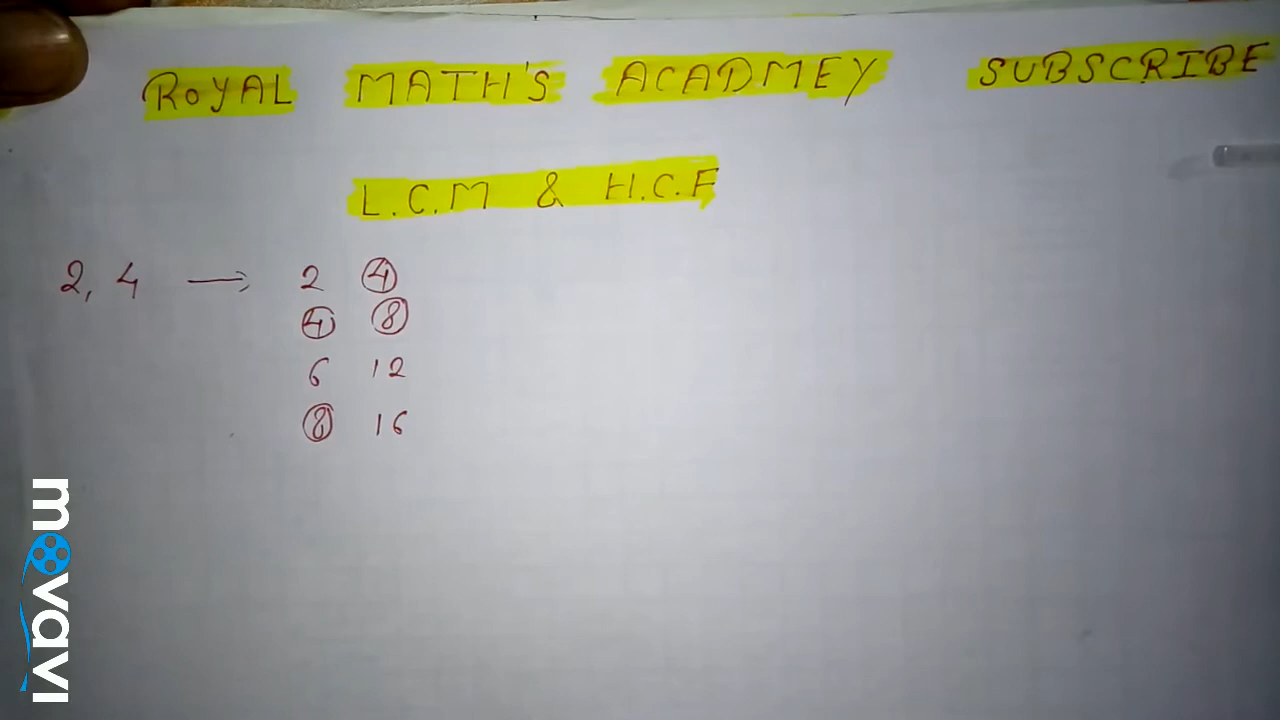 ROYAL MATH'S ACADMEY SUBSCRIBE
L.C.M & H.C.F
2, 4 → 2 4
4 8
6 12
8 16
movavi